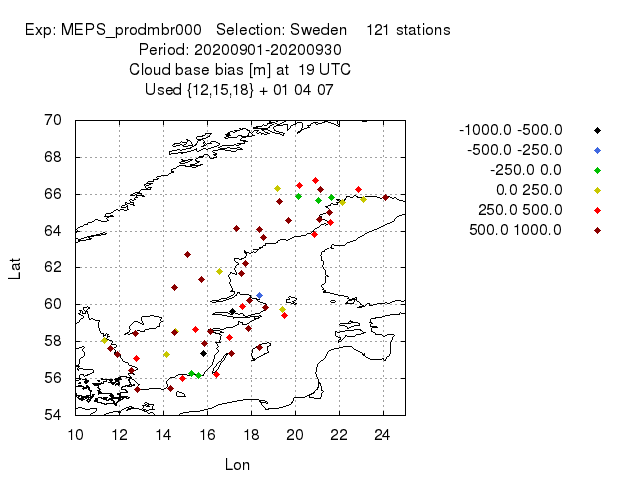 Exp: MEPS_prodmbr000 Selection: Sweden 121 stations
Period: 20200901-20200930
Cloud base bias [m] at 19 UTC
Used {12,15,18} + 01 04 07
70
68
66
64
62
60
58
56
54
Lat
10 12 14 16 18 20 22 24
Lon
-1000.0 -500.0
-500.0 -250.0
-250.0 0.0
0.0 250.0
250.0 500.0
500.0 1000.0